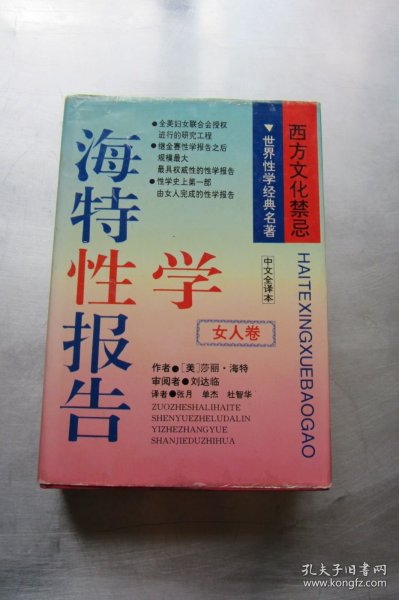 西方文化禁忌
▼世界性学经典名著
中文全译本
HAITEXINGXUEBAOGAO
●全美妇女联合会授权
进行的研究工程
●继金赛性学报告之后
规模最大
最具权威性的性学报告
●性学史上第一部
由女人完成的性学报告
海特性学报告
女人卷
作者●[美]莎丽·海特
审阅者●刘达临
译者●张月 单杰 杜智华
ZUOZHESHALIHAITE
SHENYUEZHELUDALIN
YIZHEZHANGYUE
SHANJIEDUZHIHUA
孔夫子旧书网
www.kongfz.com